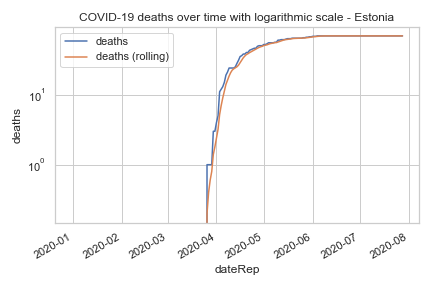 COVID-19 deaths over time with logarithmic scale - Estonia
deaths
deaths (rolling)
10¹
10⁰
deaths
2020-01
2020-02
2020-03
2020-04
2020-05
2020-06
2020-07
2020-08
dateRep